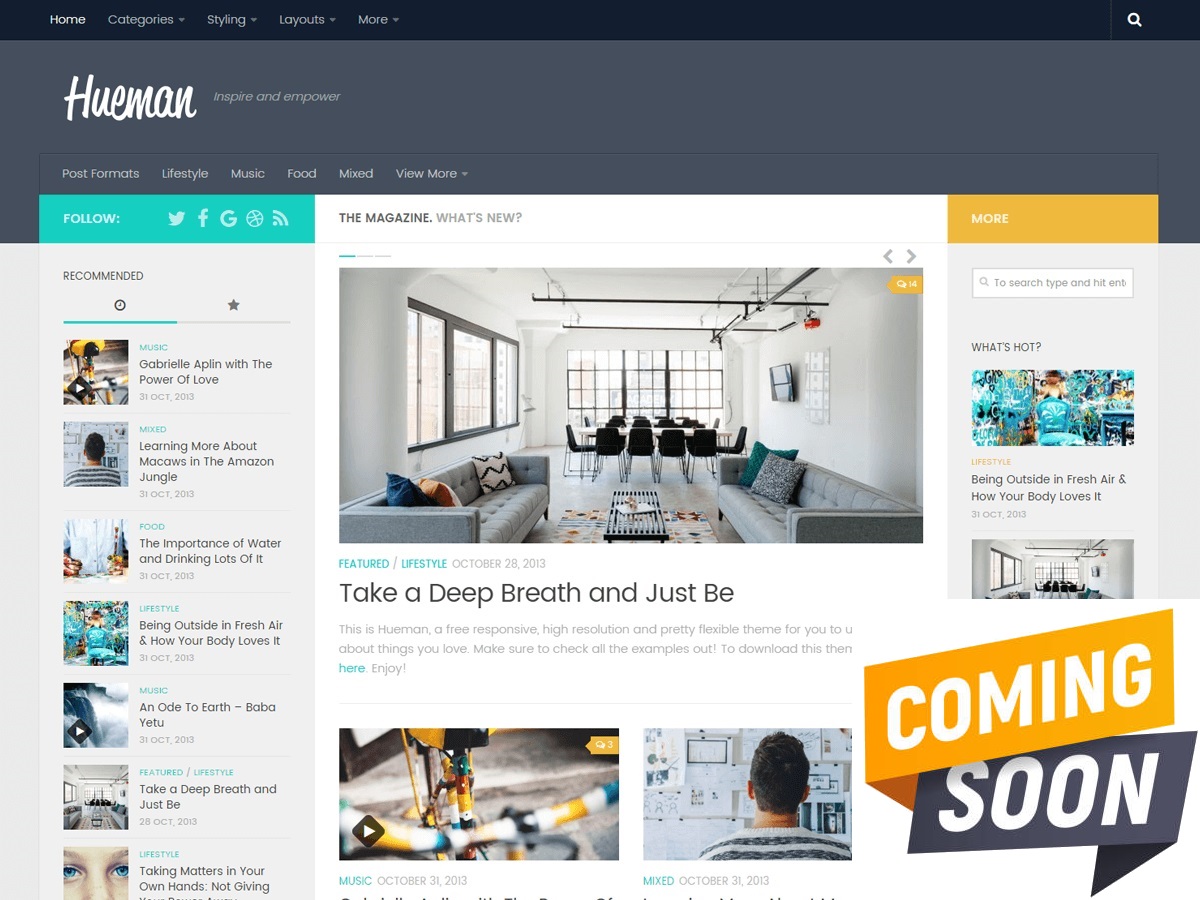 Home Categories Styling Layouts More
Hueman Inspire and empower
Post Formats Lifestyle Music Food Mixed View More
FOLLOW:
THE MAGAZINE. WHAT'S NEW?
MORE
RECOMMENDED
MUSIC
Gabrielle Aplin with The
Power Of Love
31 OCT, 2013
MIXED
Learning More About
Macaws in The Amazon
Jungle
31 OCT, 2013
FOOD
The Importance of Water
and Drinking Lots Of It
31 OCT, 2013
LIFESTYLE
Being Outside in Fresh Air
& How Your Body Loves It
31 OCT, 2013
MUSIC
An Ode To Earth – Baba
Yetu
31 OCT, 2013
FEATURED / LIFESTYLE
Take a Deep Breath and
Just Be
28 OCT, 2013
LIFESTYLE
Taking Matters in Your
Own Hands: Not Giving
14
FEATURED / LIFESTYLE OCTOBER 28, 2013
Take a Deep Breath and Just Be
This is Hueman, a free responsive, high resolution and pretty flexible theme for you to u
about things you love. Make sure to check all the examples out! To download this them
here. Enjoy!
3
MUSIC OCTOBER 31, 2013
MIXED OCTOBER 31, 2013
To search type and hit ente
WHAT'S HOT?
LIFESTYLE
Being Outside in Fresh Air &
How Your Body Loves It
31 OCT, 2013
COMING
SOON